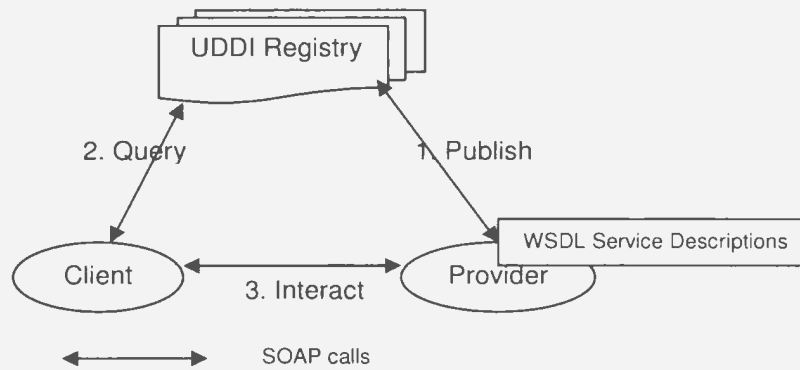 UDDI Registry
2. Query
1. Publish
WSDL Service Descriptions
Client
Provider
3. Interact
SOAP calls